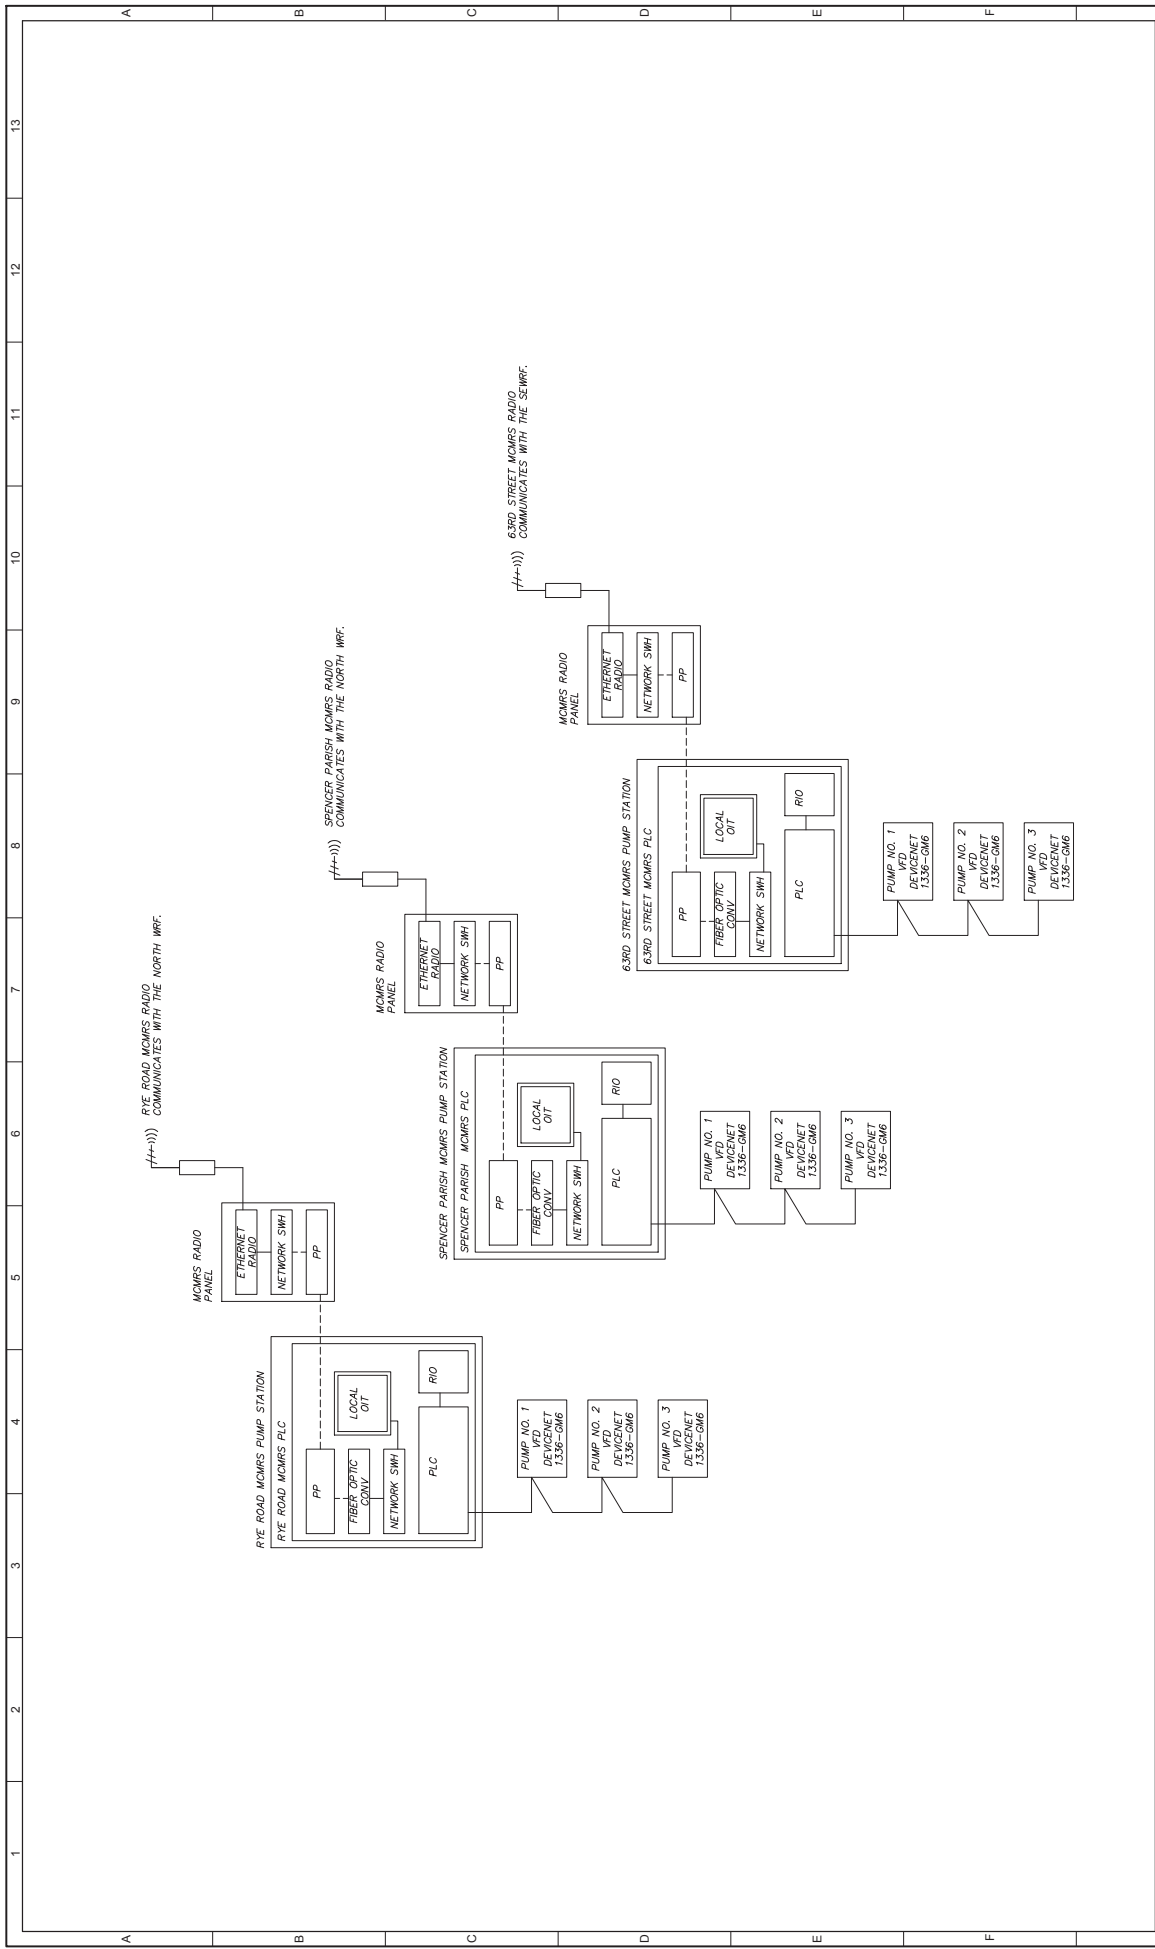 1
2
3
4
5
6
7
8
9
10
11
12
13
A
B
C
D
E
F
A
B
C
D
E
F
RYE ROAD MCMRS RADIO
COMMUNICATES WITH THE NORTH WRF.
MCMRS RADIO
PANEL
ETHERNET
RADIO
NETWORK SWH
PP
RYE ROAD MCMRS PUMP STATION
RYE ROAD MCMRS PLC
PP
FIBER OPTIC
CONV
NETWORK SWH
LOCAL
OIT
PLC
RIO
PUMP NO. 1
VFD
DEVICENET
1336-GM6
PUMP NO. 2
VFD
DEVICENET
1336-GM6
PUMP NO. 3
VFD
DEVICENET
1336-GM6
SPENCER PARISH MCMRS RADIO
COMMUNICATES WITH THE NORTH WRF.
MCMRS RADIO
PANEL
ETHERNET
RADIO
NETWORK SWH
PP
SPENCER PARISH MCMRS PUMP STATION
SPENCER PARISH MCMRS PLC
PP
FIBER OPTIC
CONV
NETWORK SWH
LOCAL
OIT
PLC
RIO
PUMP NO. 1
VFD
DEVICENET
1336-GM6
PUMP NO. 2
VFD
DEVICENET
1336-GM6
PUMP NO. 3
VFD
DEVICENET
1336-GM6
63RD STREET MCMRS RADIO
COMMUNICATES WITH THE SEWRF.
MCMRS RADIO
PANEL
ETHERNET
RADIO
NETWORK SWH
PP
63RD STREET MCMRS PUMP STATION
63RD STREET MCMRS PLC
PP
FIBER OPTIC
CONV
NETWORK SWH
LOCAL
OIT
PLC
RIO
PUMP NO. 1
VFD
DEVICENET
1336-GM6
PUMP NO. 2
VFD
DEVICENET
1336-GM6
PUMP NO. 3
VFD
DEVICENET
1336-GM6